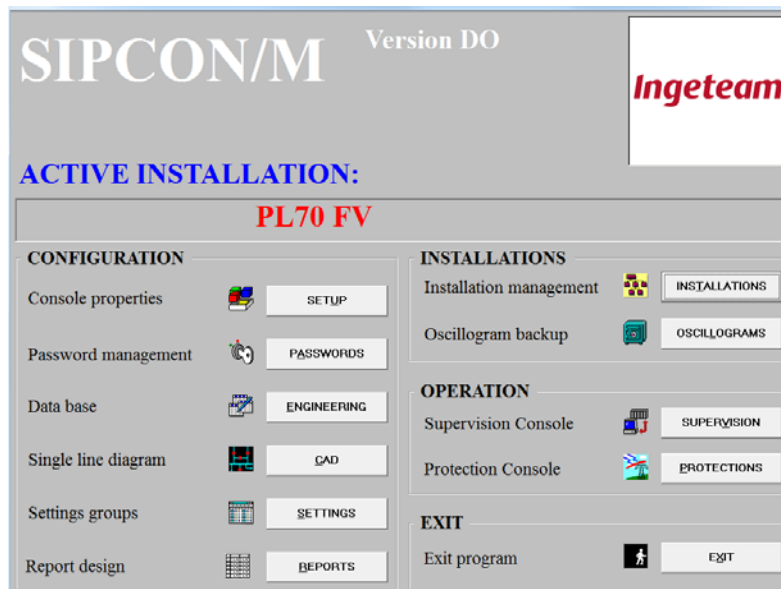 SIPCON/M
Version DO
Ingeteam
ACTIVE INSTALLATION:
PL70 FV
CONFIGURATION
Console properties SETUP
Password management PASSWORDS
Data base ENGINEERING
Single line diagram CAD
Settings groups SETTINGS
Report design REPORTS
INSTALLATIONS
Installation management INSTALLATIONS
Oscillogram backup OSCILLOGRAMS
OPERATION
Supervision Console SUPERVISION
Protection Console PROTECTIONS
EXIT
Exit program EXIT